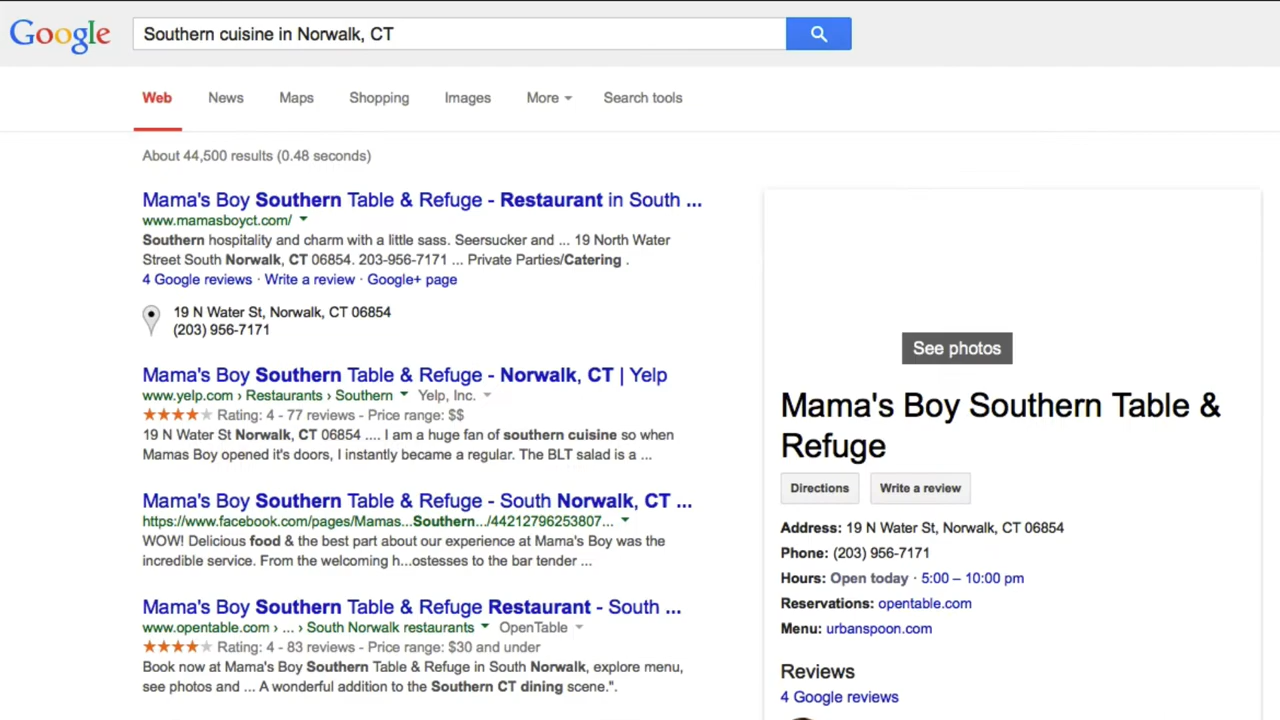 Google
Southern cuisine in Norwalk, CT
Web News Maps Shopping Images More Search tools
About 44,500 results (0.48 seconds)
Mama's Boy Southern Table & Refuge - Restaurant in South ...
www.mamasboyct.com/
Southern hospitality and charm with a little sass. Seersucker and ... 19 North Water
Street South Norwalk, CT 06854. 203-956-7171 ... Private Parties/Catering .
4 Google reviews · Write a review · Google+ page
19 N Water St, Norwalk, CT 06854
(203) 956-7171
Mama's Boy Southern Table & Refuge - Norwalk, CT | Yelp
www.yelp.com › Restaurants › Southern Yelp, Inc.
Rating: 4 - 77 reviews - Price range: $$
19 N Water St Norwalk, CT 06854 .... I am a huge fan of southern cuisine so when
Mamas Boy opened it's doors, I instantly became a regular. The BLT salad is a ...
Mama's Boy Southern Table & Refuge - South Norwalk, CT ...
https://www.facebook.com/pages/Mamas...Southern.../44212796253807...
WOW! Delicious food & the best part about our experience at Mama's Boy was the
incredible service. From the welcoming h...ostesses to the bar tender ...
Mama's Boy Southern Table & Refuge Restaurant - South ...
www.opentable.com › ... › South Norwalk restaurants OpenTable
Rating: 4 - 83 reviews - Price range: $30 and under
Book now at Mama's Boy Southern Table & Refuge in South Norwalk, explore menu,
see photos and ... A wonderful addition to the Southern CT dining scene.".
See photos
Mama's Boy Southern Table &
Refuge
Directions Write a review
Address: 19 N Water St, Norwalk, CT 06854
Phone: (203) 956-7171
Hours: Open today · 5:00 – 10:00 pm
Reservations: opentable.com
Menu: urbanspoon.com
Reviews
4 Google reviews